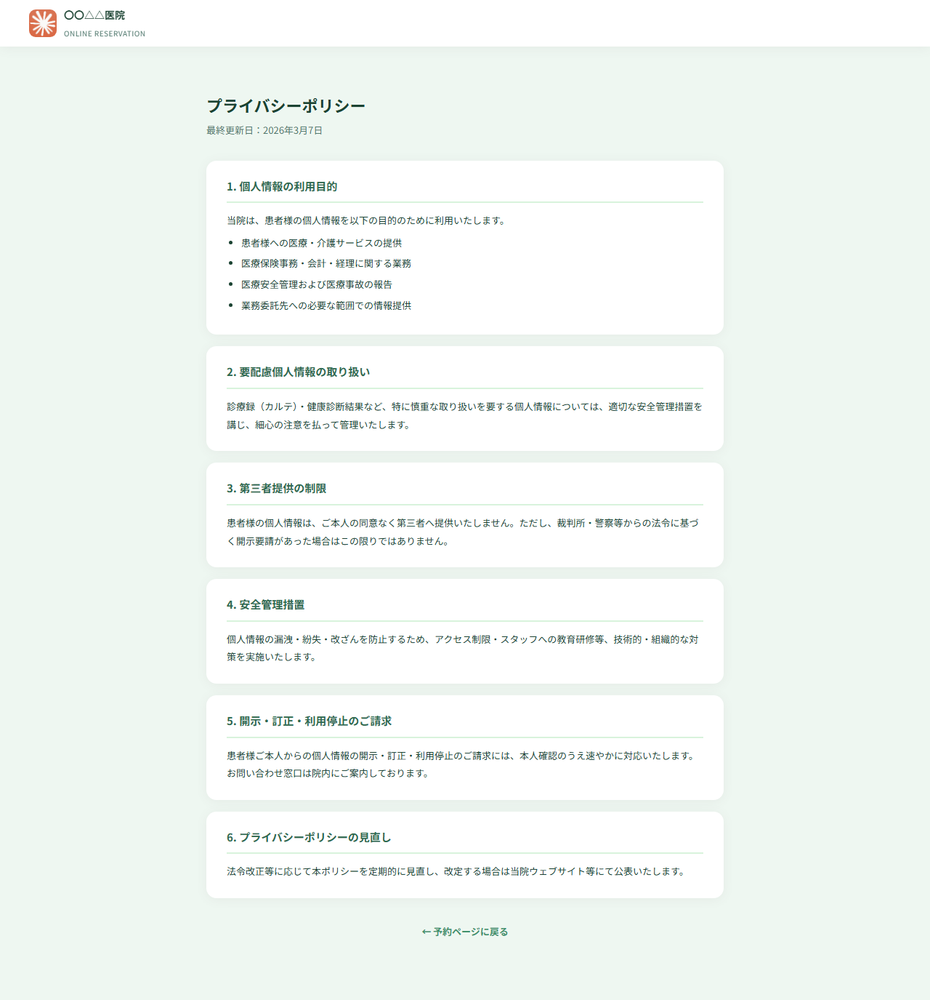 〇〇△△医院
ONLINE RESERVATION
プライバシーポリシー
最終更新日：2026年3月7日
1. 個人情報の利用目的
当院は、患者様の個人情報を以下の目的のために利用いたします。
• 患者様への医療・介護サービスの提供
• 医療保険事務・会計・経理に関する業務
• 医療安全管理および医療事故の報告
• 業務委託先への必要な範囲での情報提供
2. 要配慮個人情報の取り扱い
診療録（カルテ）・健康診断結果など、特に慎重な取り扱いを要する個人情報については、適切な安全管理措置を
講じ、細心の注意を払って管理いたします。
3. 第三者提供の制限
患者様の個人情報は、ご本人の同意なく第三者へ提供いたしません。ただし、裁判所・警察等からの法令に基づ
く開示要請があった場合はこの限りではありません。
4. 安全管理措置
個人情報の漏洩・紛失・改ざんを防止するため、アクセス制限・スタッフへの教育研修等、技術的・組織的な対
策を実施いたします。
5. 開示・訂正・利用停止のご請求
患者様ご本人からの個人情報の開示・訂正・利用停止のご請求には、本人確認のうえ速やかに対応いたします。
お問い合わせ窓口は院内にご案内しております。
6. プライバシーポリシーの見直し
法令改正等に応じて本ポリシーを定期的に見直し、改定する場合は当院ウェブサイト等にて公表いたします。
← 予約ページに戻る